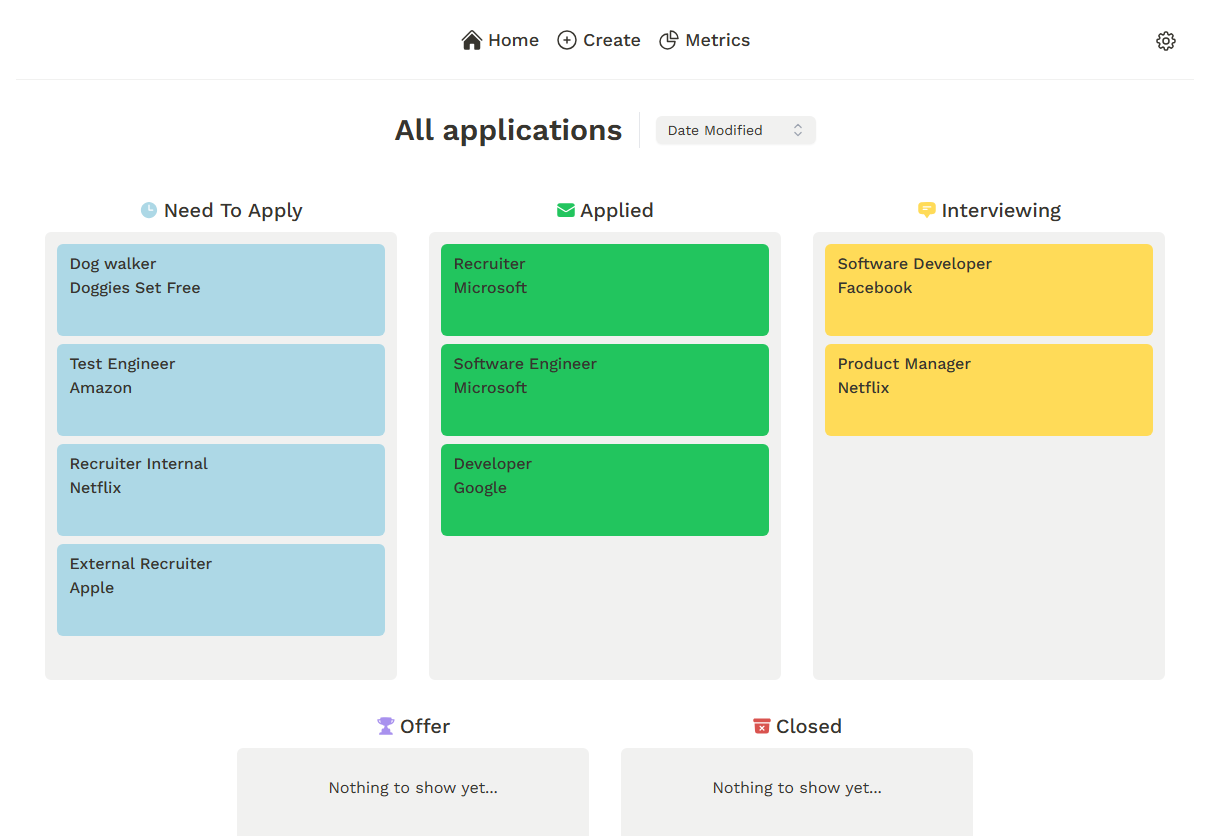 Home Create Metrics
All applications
Date Modified
Need To Apply
Dog walker
Doggies Set Free
Test Engineer
Amazon
Recruiter Internal
Netflix
External Recruiter
Apple
Applied
Recruiter
Microsoft
Software Engineer
Microsoft
Developer
Google
Interviewing
Software Developer
Facebook
Product Manager
Netflix
Offer
Nothing to show yet...
Closed
Nothing to show yet...